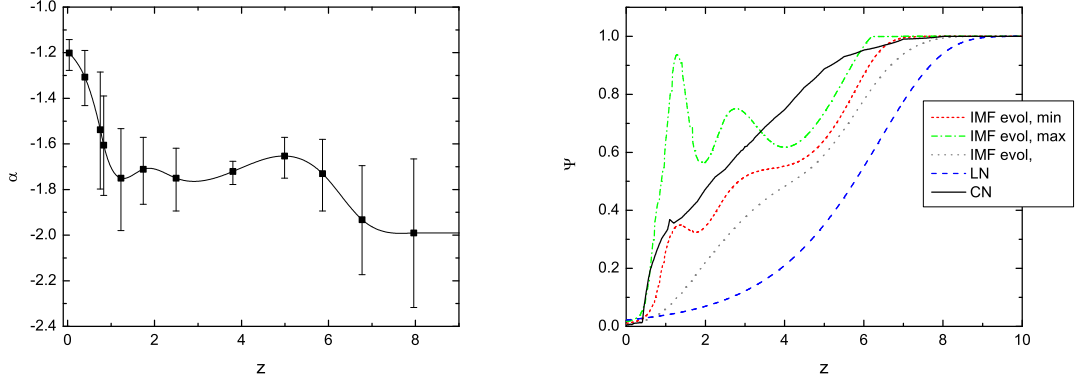 -1.0
-1.2
-1.4
-1.6
-1.8
-2.0
-2.2
-2.4
α
0 2 4 6 8
z
1.0
0.8
0.6
0.4
0.2
0.0
Ψ
0 2 4 6 8 10
z
IMF evol, min
IMF evol, max
IMF evol,
LN
CN